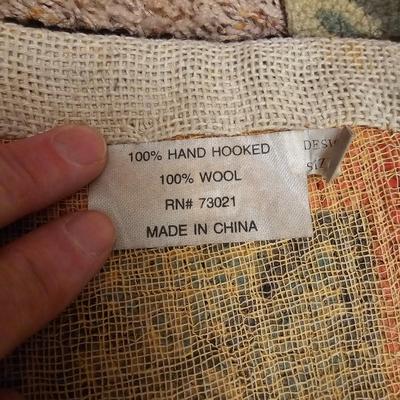 100% HAND HOOKED
100% WOOL
RN# 73021
MADE IN CHINA